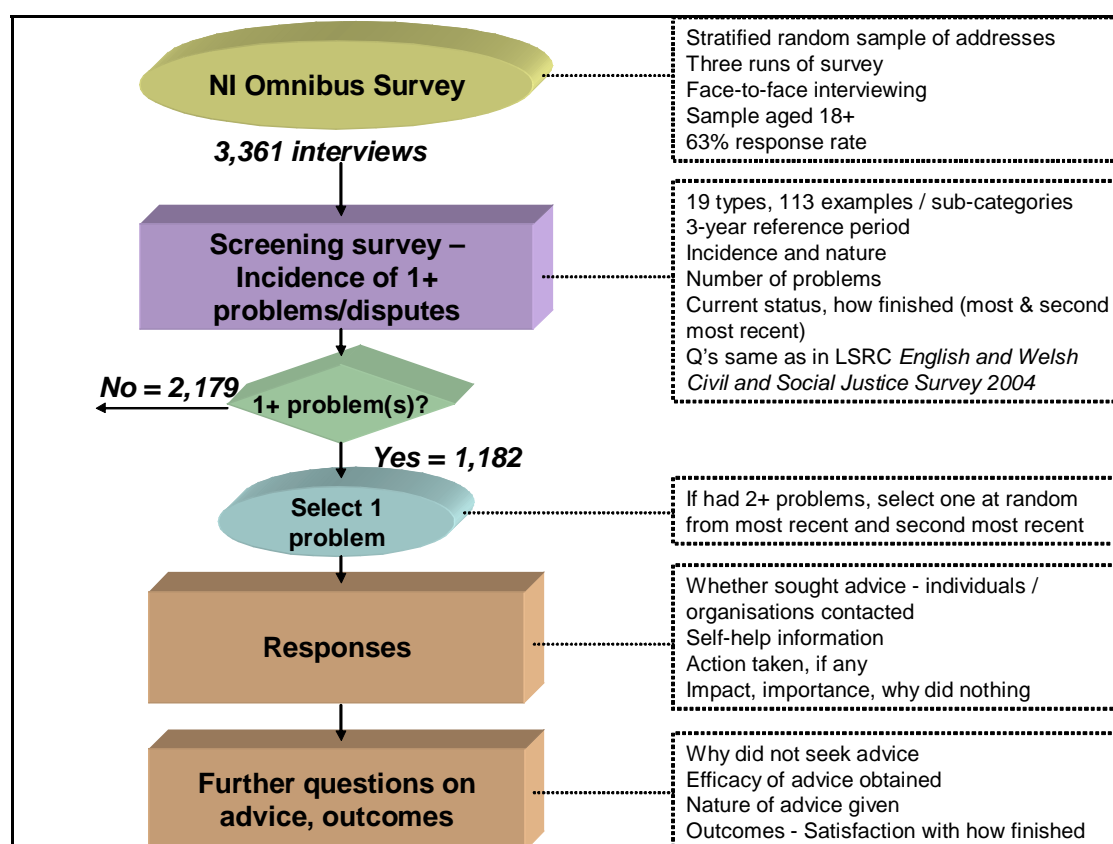 NI Omnibus Survey
Stratified random sample of addresses
Three runs of survey
Face-to-face interviewing
Sample aged 18+
63% response rate
3,361 interviews
Screening survey –
Incidence of 1+
problems/disputes
19 types, 113 examples / sub-categories
3-year reference period
Incidence and nature
Number of problems
Current status, how finished (most & second
most recent)
Q's same as in LSRC English and Welsh
Civil and Social Justice Survey 2004
No = 2,179
1+ problem(s)?
Yes = 1,182
Select 1
problem
If had 2+ problems, select one at random
from most recent and second most recent
Responses
Whether sought advice - individuals /
organisations contacted
Self-help information
Action taken, if any
Impact, importance, why did nothing
Further questions on
advice, outcomes
Why did not seek advice
Efficacy of advice obtained
Nature of advice given
Outcomes - Satisfaction with how finished